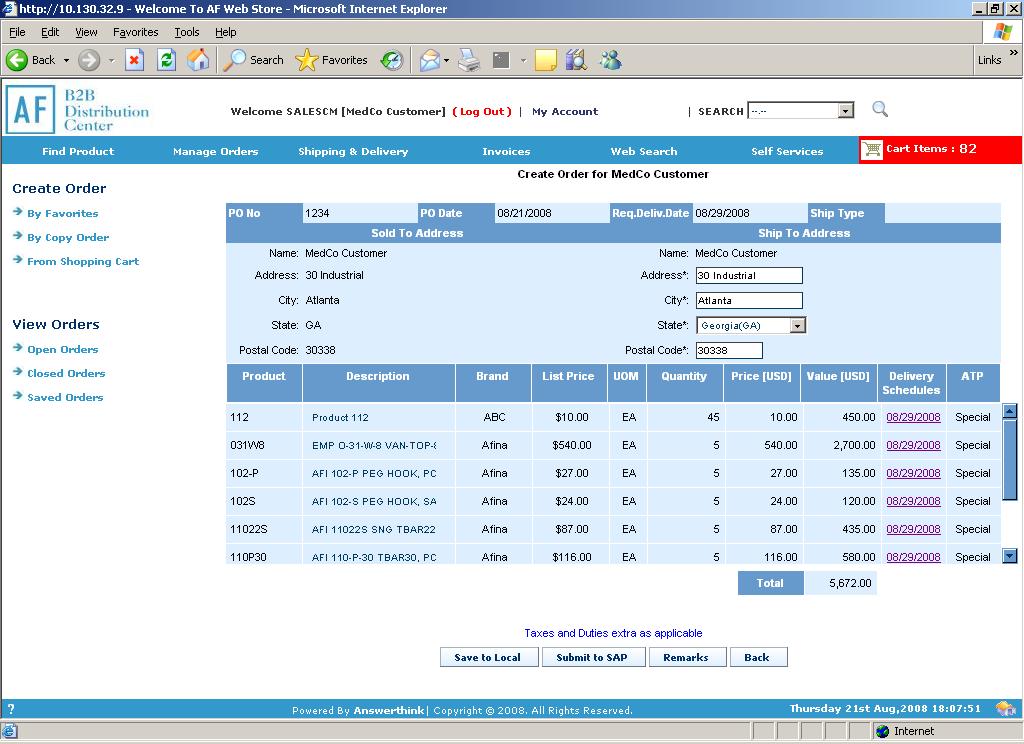 http://10.130.32.9 - Welcome To AF Web Store - Microsoft Internet Explorer
File Edit View Favorites Tools Help
Back Search Favorites Links »
AF B2B Distribution Center
Welcome SALESCM [MedCo Customer] ( Log Out ) | My Account | SEARCH --.--
Find Product Manage Orders Shipping & Delivery Invoices Web Search Self Services Cart Items : 82
Create Order for MedCo Customer
Create Order
By Favorites
By Copy Order
From Shopping Cart
View Orders
Open Orders
Closed Orders
Saved Orders
PO No 1234 PO Date 08/21/2008 Req.Deliv.Date 08/29/2008 Ship Type
Sold To Address Ship To Address
Name: MedCo Customer Name: MedCo Customer
Address: 30 Industrial Address*: 30 Industrial
City: Atlanta City*: Atlanta
State: GA State*: Georgia(GA)
Postal Code: 30338 Postal Code*: 30338
Product Description Brand List Price UOM Quantity Price [USD] Value [USD] Delivery Schedules ATP
112 Product 112 ABC $10.00 EA 45 10.00 450.00 08/29/2008 Special
031W8 EMP O-31-W-8 VAN-TOP- Afina $540.00 EA 5 540.00 2,700.00 08/29/2008 Special
102-P AFI 102-P PEG HOOK, PC Afina $27.00 EA 5 27.00 135.00 08/29/2008 Special
102S AFI 102-S PEG HOOK, SA Afina $24.00 EA 5 24.00 120.00 08/29/2008 Special
11022S AFI 11022S SNG TBAR22 Afina $87.00 EA 5 87.00 435.00 08/29/2008 Special
110P30 AFI 110-P-30 TBAR30, PC Afina $116.00 EA 5 116.00 580.00 08/29/2008 Special
Total 5,672.00
Taxes and Duties extra as applicable
Save to Local Submit to SAP Remarks Back
? Powered By Answerthink| Copyright © 2008. All Rights Reserved. Thursday 21st Aug,2008 18:07:51
Internet